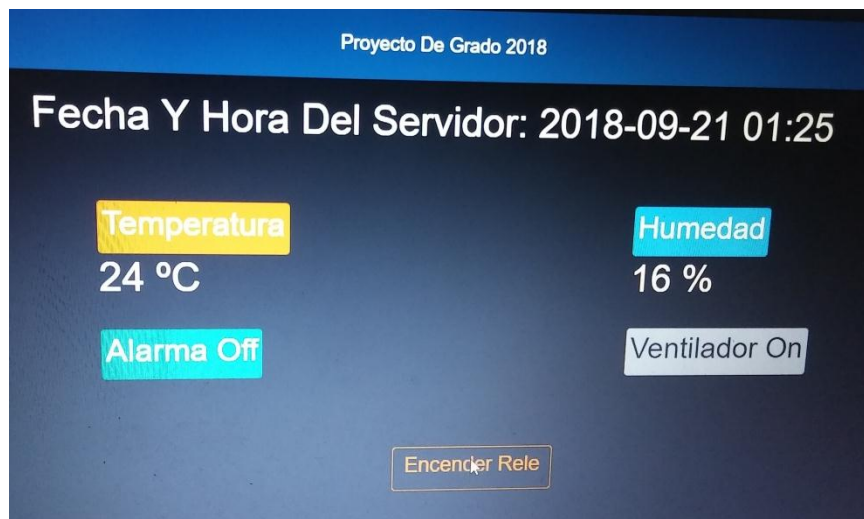 Proyecto De Grado 2018
Fecha Y Hora Del Servidor: 2018-09-21 01:25
Temperatura
Humedad
24 ºC
16 %
Alarma Off
Ventilador On
Encender Rele